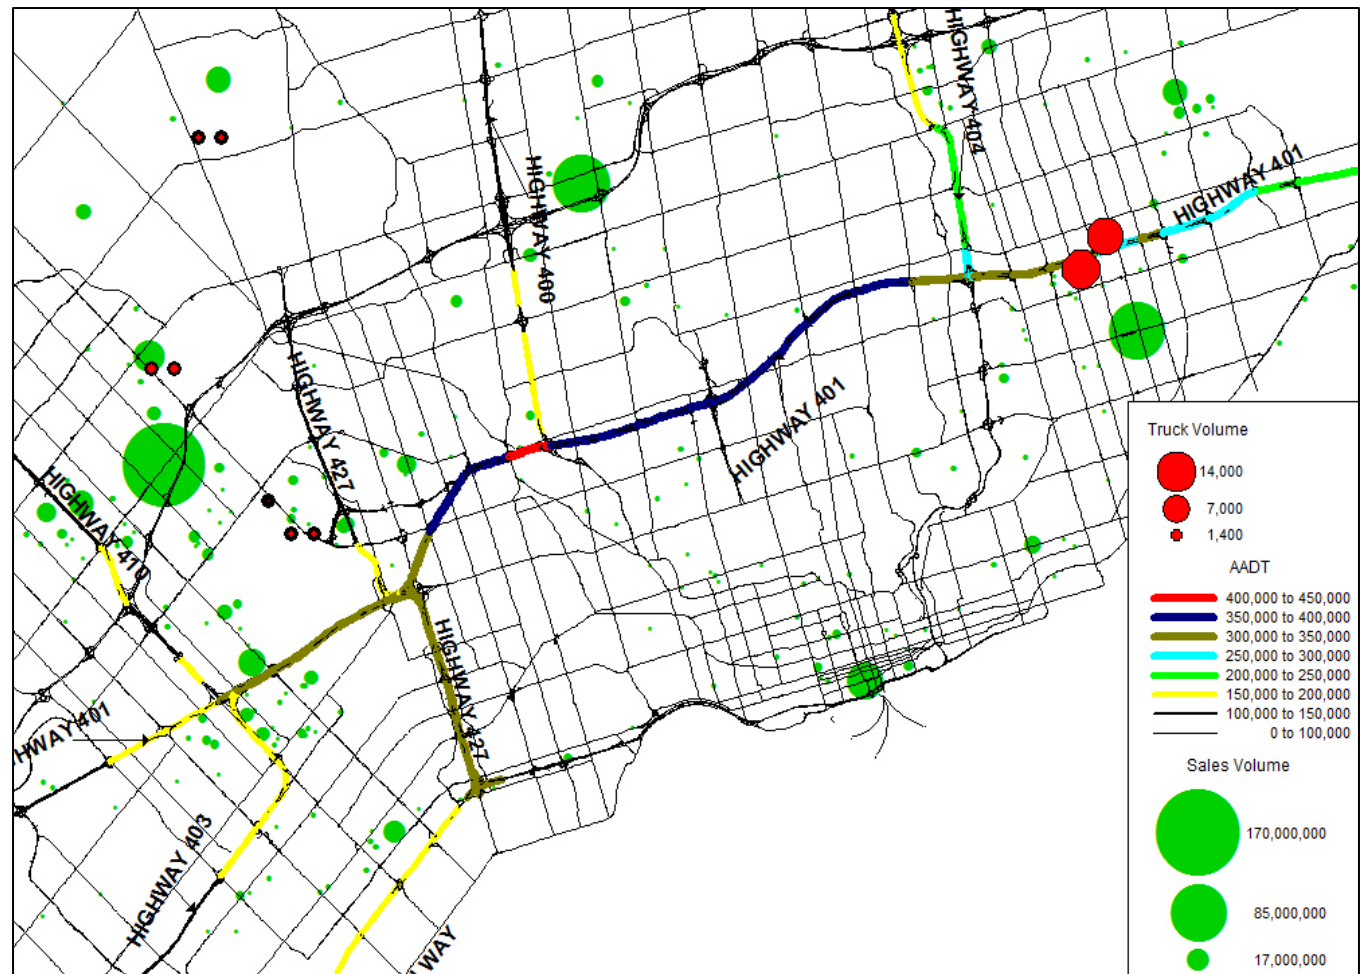 HIGHWAY 404
HIGHWAY 401
HIGHWAY 400
HIGHWAY 427
HIGHWAY 401
HIGHWAY 410
HIGHWAY 427
HIGHWAY 403
Truck Volume
14,000
7,000
1,400
AADT
400,000 to 450,000
350,000 to 400,000
300,000 to 350,000
250,000 to 300,000
200,000 to 250,000
150,000 to 200,000
100,000 to 150,000
0 to 100,000
Sales Volume
170,000,000
85,000,000
17,000,000
HWAY 401
WAY